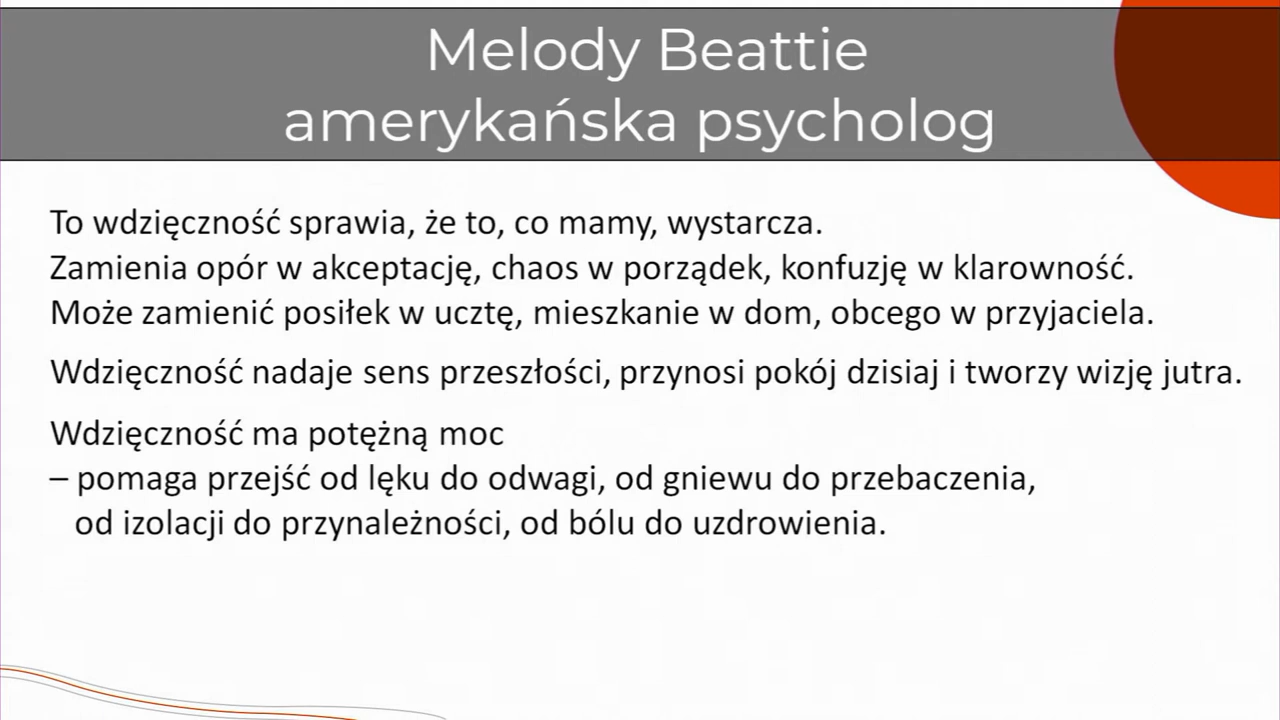 Melody Beattie
amerykańska psycholog
To wdzięczność sprawia, że to, co mamy, wystarcza.
Zamienia opór w akceptację, chaos w porządek, konfuzję w klarowność.
Może zamienić posiłek w ucztę, mieszkanie w dom, obcego w przyjaciela.
Wdzięczność nadaje sens przeszłości, przynosi pokój dzisiaj i tworzy wizję jutra.
Wdzięczność ma potężną moc
– pomaga przejść od lęku do odwagi, od gniewu do przebaczenia,
od izolacji do przynależności, od bólu do uzdrowienia.